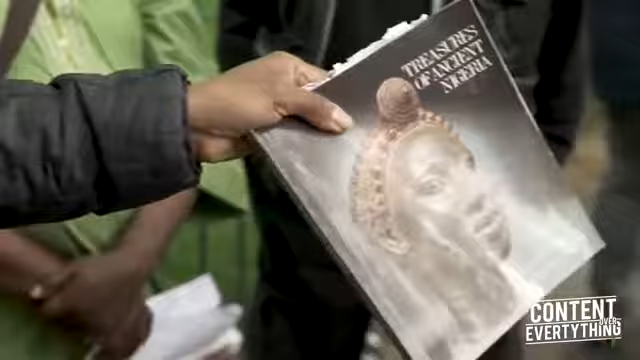 TREASURES
OF ANCIENT
NIGERIA
CONTENT
OVER
EVERYTHING